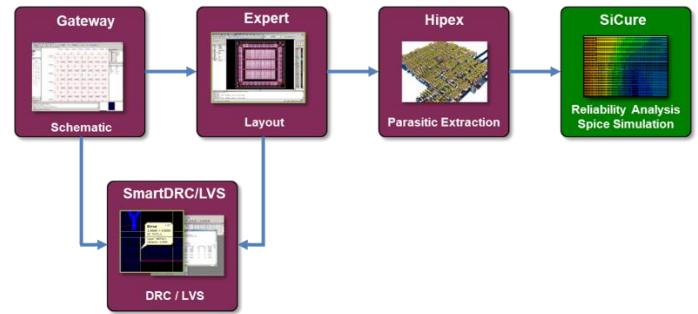 Gateway
Schematic
Expert
Layout
Hipex
Parasitic Extraction
SiCure
Reliability Analysis
Spice Simulation
SmartDRC/LVS
DRC / LVS